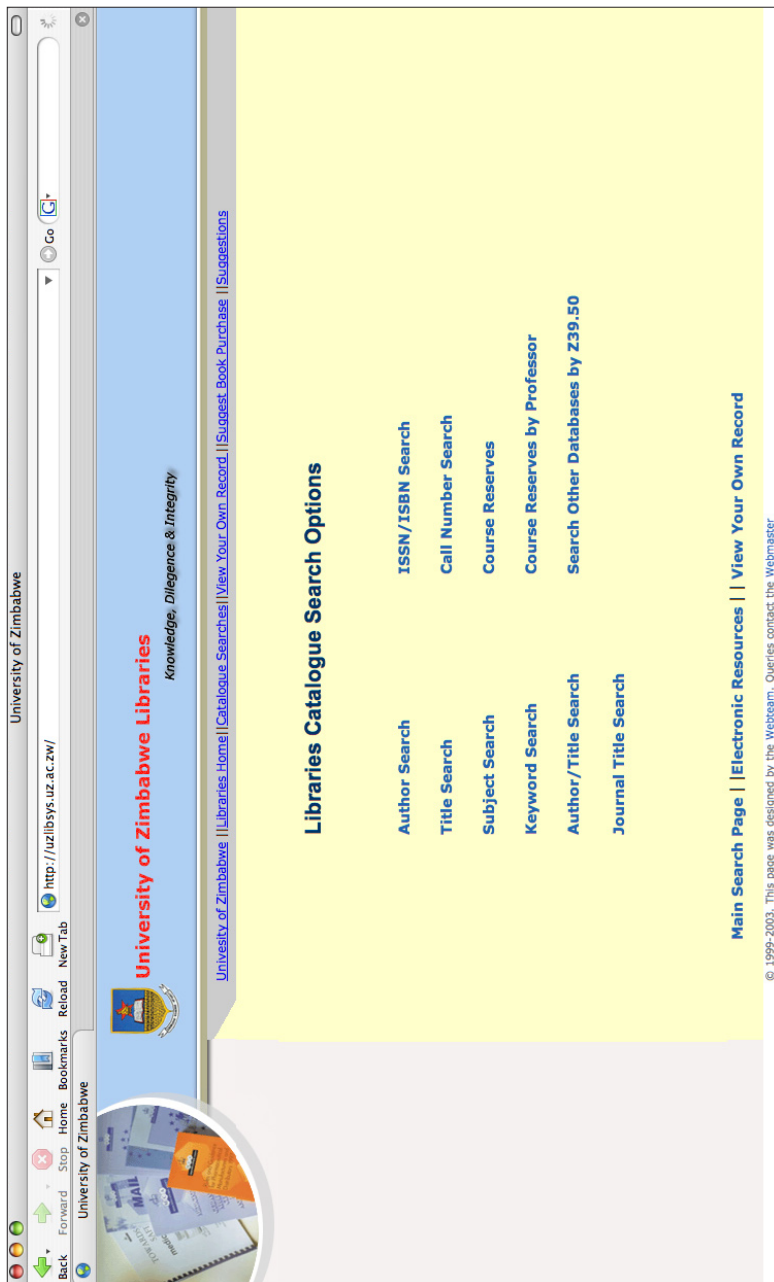 University of Zimbabwe
Back Forward Stop Home Bookmarks Reload New Tab http://uzlibsys.uz.ac.zw/ Go G
University of Zimbabwe
University of Zimbabwe Libraries
Knowledge, Dilegence & Integrity
Univesity of Zimbabwe ||Libraries Home||Catalogue Searches||View Your Own Record ||Suggest Book Purchase ||Suggestions
MAIL
TOWARDS
SAFE
medic
Libraries Catalogue Search Options
Author Search ISSN/ISBN Search
Title Search Call Number Search
Subject Search Course Reserves
Keyword Search Course Reserves by Professor
Author/Title Search Search Other Databases by Z39.50
Journal Title Search
Main Search Page | |Electronic Resources | | View Your Own Record
© 1999-2003. This page was designed by the Webteam. Queries contact the Webmaster